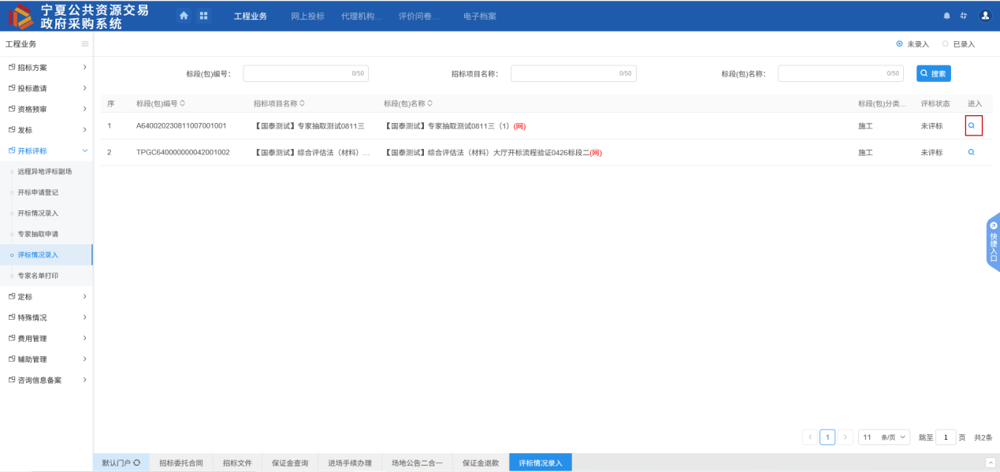 宁夏公共资源交易
政府采购系统
工程业务 网上投标 代理机构... 评价问卷... 电子档案
工程业务
未录入 已录入
招标方案
投标邀请
资格预审
发标
开标评标
远程异地评标副场
开标申请登记
开标情况录入
专家抽取申请
评标情况录入
专家名单打印
定标
特殊情况
费用管理
辅助管理
咨询信息备案
标段(包)编号： 0/50 招标项目名称： 0/50 标段(包)名称： 0/50 搜索
序 标段(包)编号 招标项目名称 标段(包)名称 标段(包)分类... 评标状态 进入
1 A640020230811007001001 【国泰测试】专家抽取测试0811三 【国泰测试】专家抽取测试0811三（1）(网) 施工 未评标
2 TPGC640000000042001002 【国泰测试】综合评估法（材料）... 【国泰测试】综合评估法（材料）大厅开标流程验证0426标段二(网) 施工 未评标
快捷入口
1 11 条/页 跳至 1 页 共2条
默认门户 招标委托合同 招标文件 保证金查询 进场手续办理 场地公告二合一 保证金退款 评标情况录入